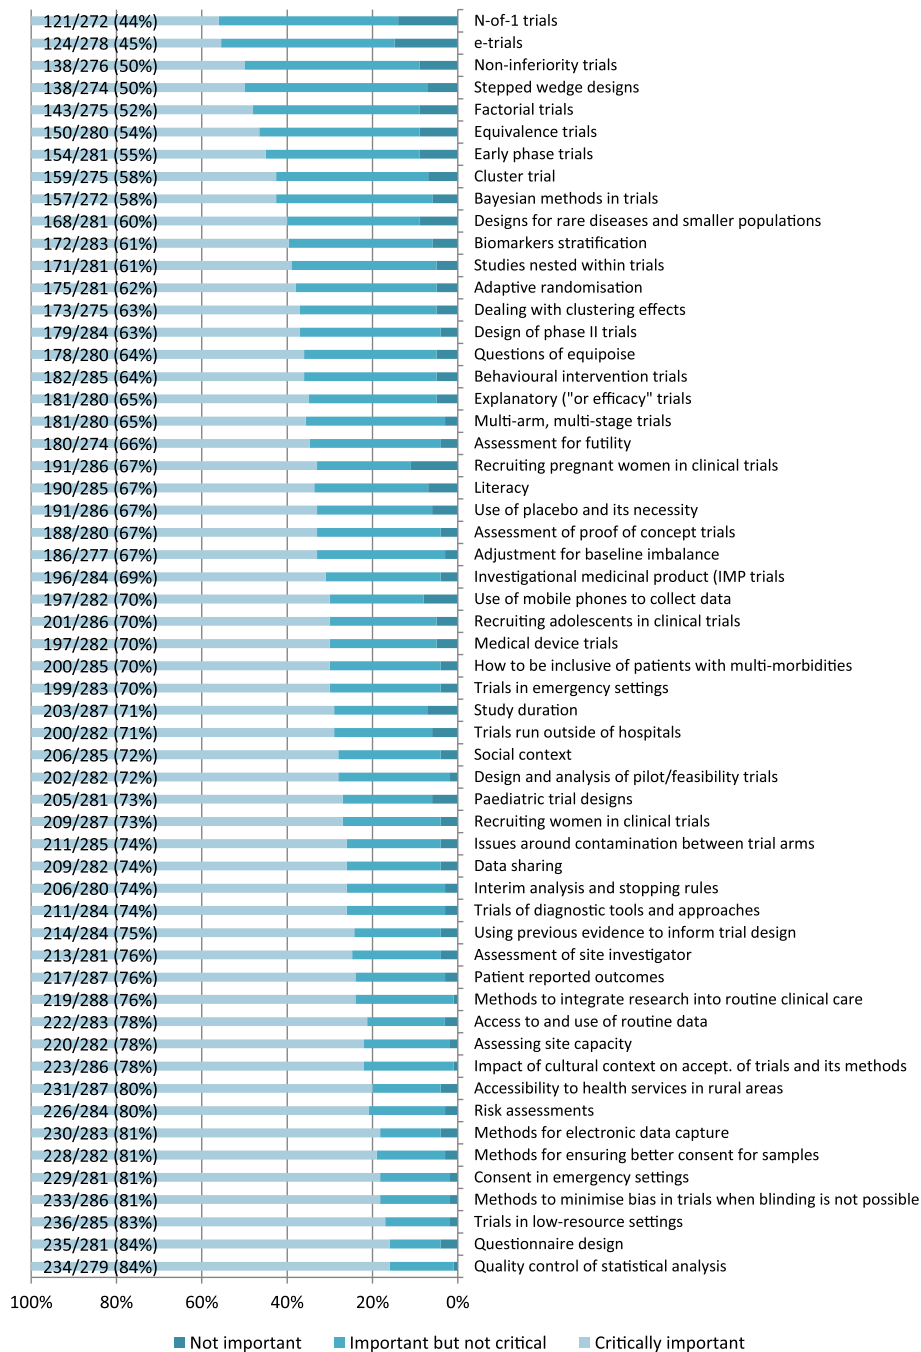 121/272 (44%) N-of-1 trials
124/278 (45%) e-trials
138/276 (50%) Non-inferiority trials
138/274 (50%) Stepped wedge designs
143/275 (52%) Factorial trials
150/280 (54%) Equivalence trials
154/281 (55%) Early phase trials
159/275 (58%) Cluster trial
157/272 (58%) Bayesian methods in trials
168/281 (60%) Designs for rare diseases and smaller populations
172/283 (61%) Biomarkers stratification
171/281 (61%) Studies nested within trials
175/281 (62%) Adaptive randomisation
173/275 (63%) Dealing with clustering effects
179/284 (63%) Design of phase II trials
178/280 (64%) Questions of equipoise
182/285 (64%) Behavioural intervention trials
181/280 (65%) Explanatory ("or efficacy" trials
181/280 (65%) Multi-arm, multi-stage trials
180/274 (66%) Assessment for futility
191/286 (67%) Recruiting pregnant women in clinical trials
190/285 (67%) Literacy
191/286 (67%) Use of placebo and its necessity
188/280 (67%) Assessment of proof of concept trials
186/277 (67%) Adjustment for baseline imbalance
196/284 (69%) Investigational medicinal product (IMP trials
197/282 (70%) Use of mobile phones to collect data
201/286 (70%) Recruiting adolescents in clinical trials
197/282 (70%) Medical device trials
200/285 (70%) How to be inclusive of patients with multi-morbidities
199/283 (70%) Trials in emergency settings
203/287 (71%) Study duration
200/282 (71%) Trials run outside of hospitals
206/285 (72%) Social context
202/282 (72%) Design and analysis of pilot/feasibility trials
205/281 (73%) Paediatric trial designs
209/287 (73%) Recruiting women in clinical trials
211/285 (74%) Issues around contamination between trial arms
209/282 (74%) Data sharing
206/280 (74%) Interim analysis and stopping rules
211/284 (74%) Trials of diagnostic tools and approaches
214/284 (75%) Using previous evidence to inform trial design
213/281 (76%) Assessment of site investigator
217/287 (76%) Patient reported outcomes
219/288 (76%) Methods to integrate research into routine clinical care
222/283 (78%) Access to and use of routine data
220/282 (78%) Assessing site capacity
223/286 (78%) Impact of cultural context on accept. of trials and its methods
231/287 (80%) Accessibility to health services in rural areas
226/284 (80%) Risk assessments
230/283 (81%) Methods for electronic data capture
228/282 (81%) Methods for ensuring better consent for samples
229/281 (81%) Consent in emergency settings
233/286 (81%) Methods to minimise bias in trials when blinding is not possible
236/285 (83%) Trials in low-resource settings
235/281 (84%) Questionnaire design
234/279 (84%) Quality control of statistical analysis
100% 80% 60% 40% 20% 0%
Not important Important but not critical Critically important